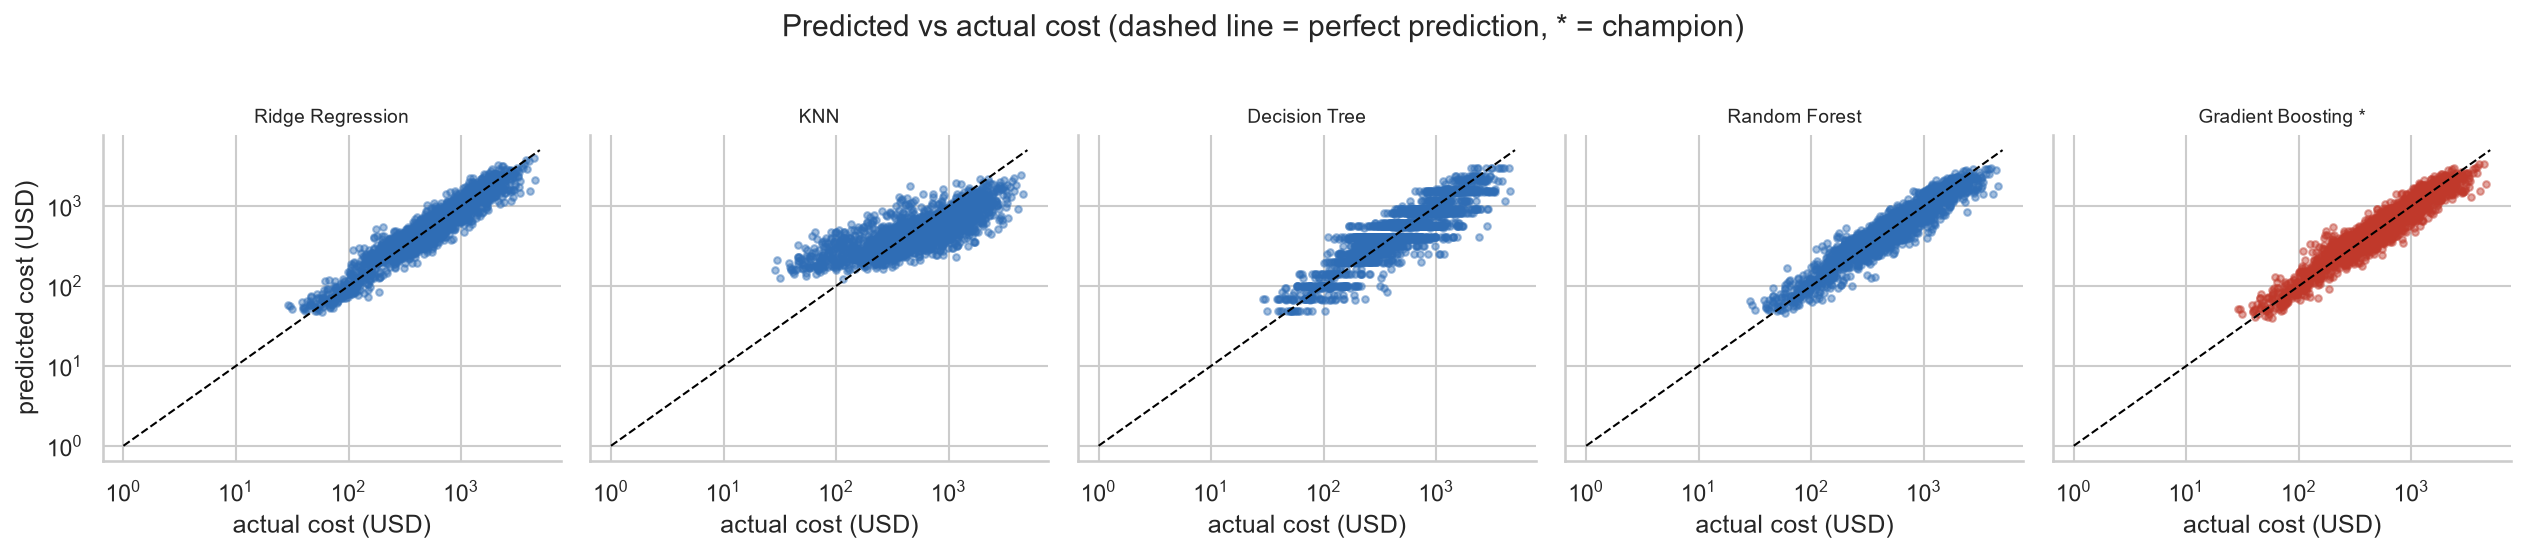 Predicted vs actual cost (dashed line = perfect prediction, * = champion)
Ridge Regression
KNN
Decision Tree
Random Forest
Gradient Boosting *
predicted cost (USD)
10³
10²
10¹
10⁰
10⁰ 10¹ 10² 10³
10⁰ 10¹ 10² 10³
10⁰ 10¹ 10² 10³
10⁰ 10¹ 10² 10³
10⁰ 10¹ 10² 10³
actual cost (USD)
actual cost (USD)
actual cost (USD)
actual cost (USD)
actual cost (USD)